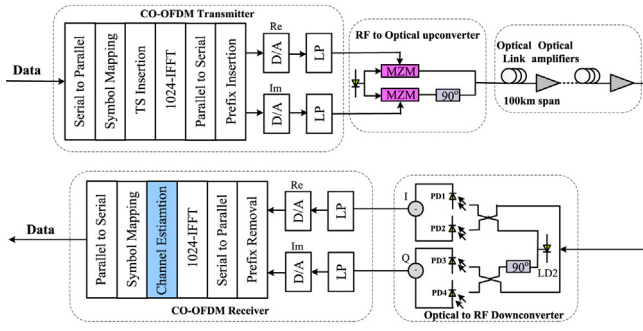 CO-OFDM Transmitter
Data
Serial to Parallel
Symbol Mapping
TS Insertion
1024-IFFT
Parallel to Serial
Prefix Insertion
Re
D/A
LP
Im
D/A
LP
RF to Optical upconverter
MZM
MZM
90°
Optical Optical
Link amplifiers
100km span
Data
Parallel to Serial
Symbol Mapping
Channel Estiamtion
1024-IFFT
Serial to Parallel
Prefix Removal
Re
D/A
LP
Im
D/A
LP
CO-OFDM Receiver
I
-
PD1
PD2
Q
-
PD3
PD4
90°
LD2
Optical to RF Downconverter